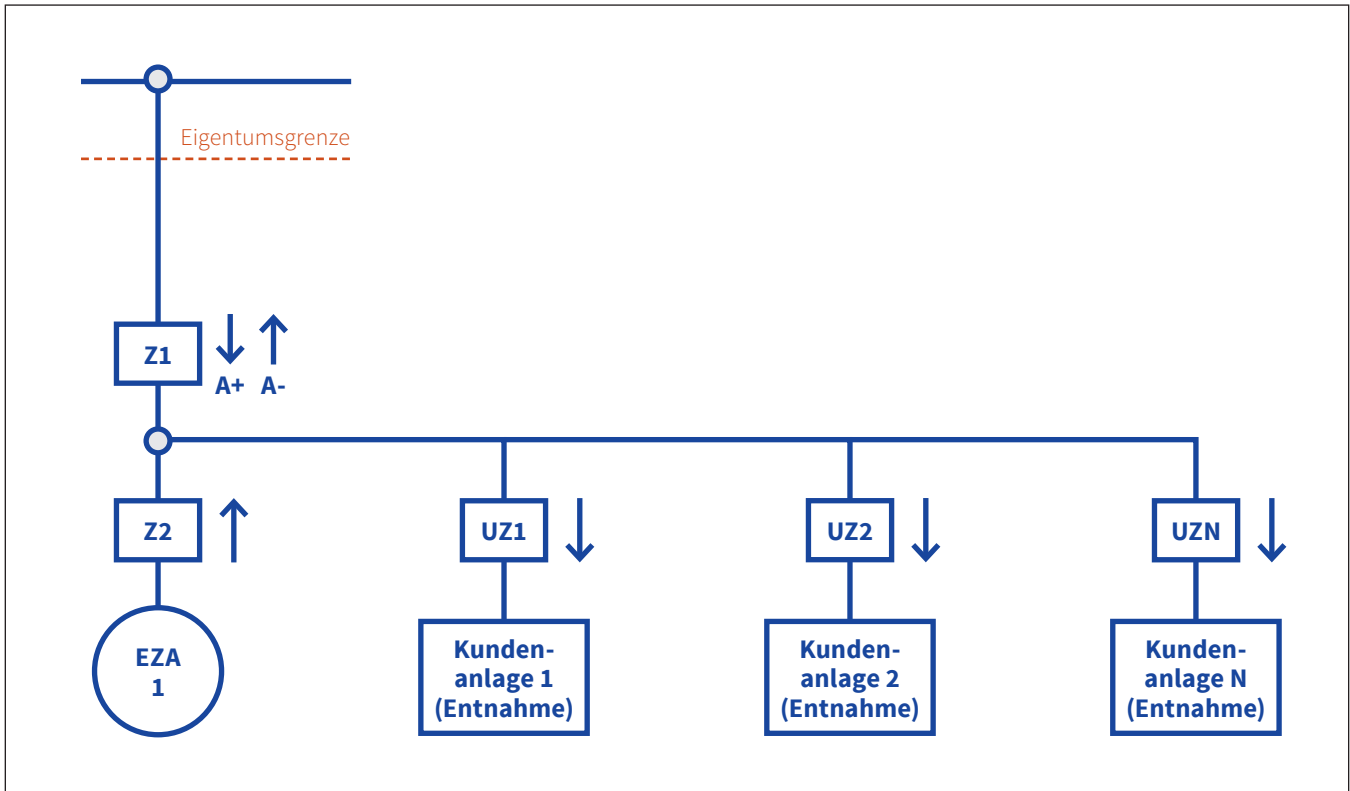 Eigentumsgrenze
Z1
A+ A-
Z2
UZ1
UZ2
UZN
EZA
1
Kunden-
anlage 1
(Entnahme)
Kunden-
anlage 2
(Entnahme)
Kunden-
anlage N
(Entnahme)